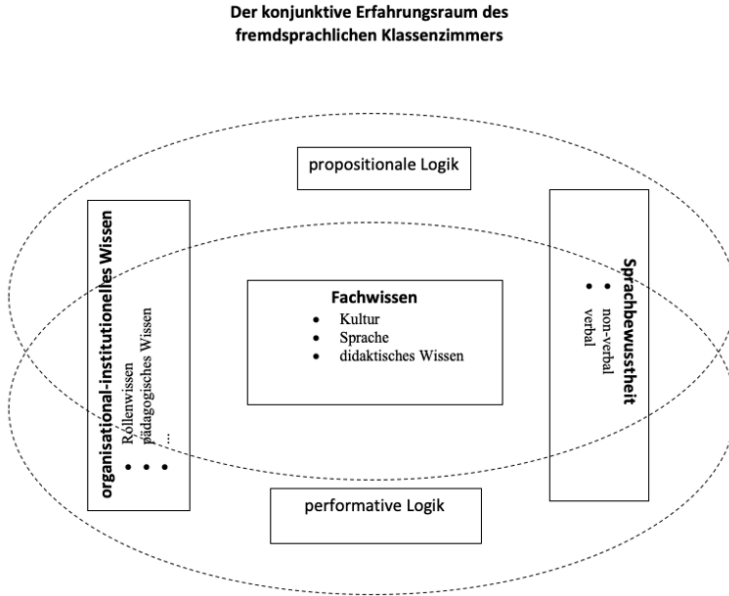 Der konjunktive Erfahrungsraum des
fremdsprachlichen Klassenzimmers
propositionale Logik
organisational-institutionelles Wissen
• Rollenwissen
• pädagogisches Wissen
• ...
Fachwissen
• Kultur
• Sprache
• didaktisches Wissen
Sprachbewusstheit
• non-verbal
• verbal
performative Logik